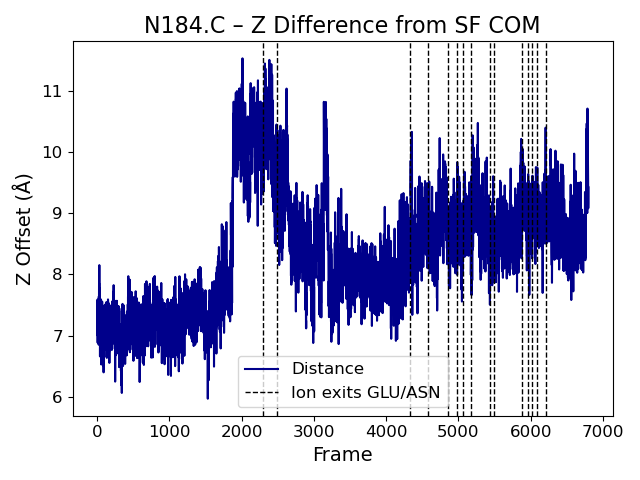 N184.C – Z Difference from SF COM
Z Offset (Å)
11
10
9
8
7
6
Distance
Ion exits GLU/ASN
0 1000 2000 3000 4000 5000 6000 7000
Frame